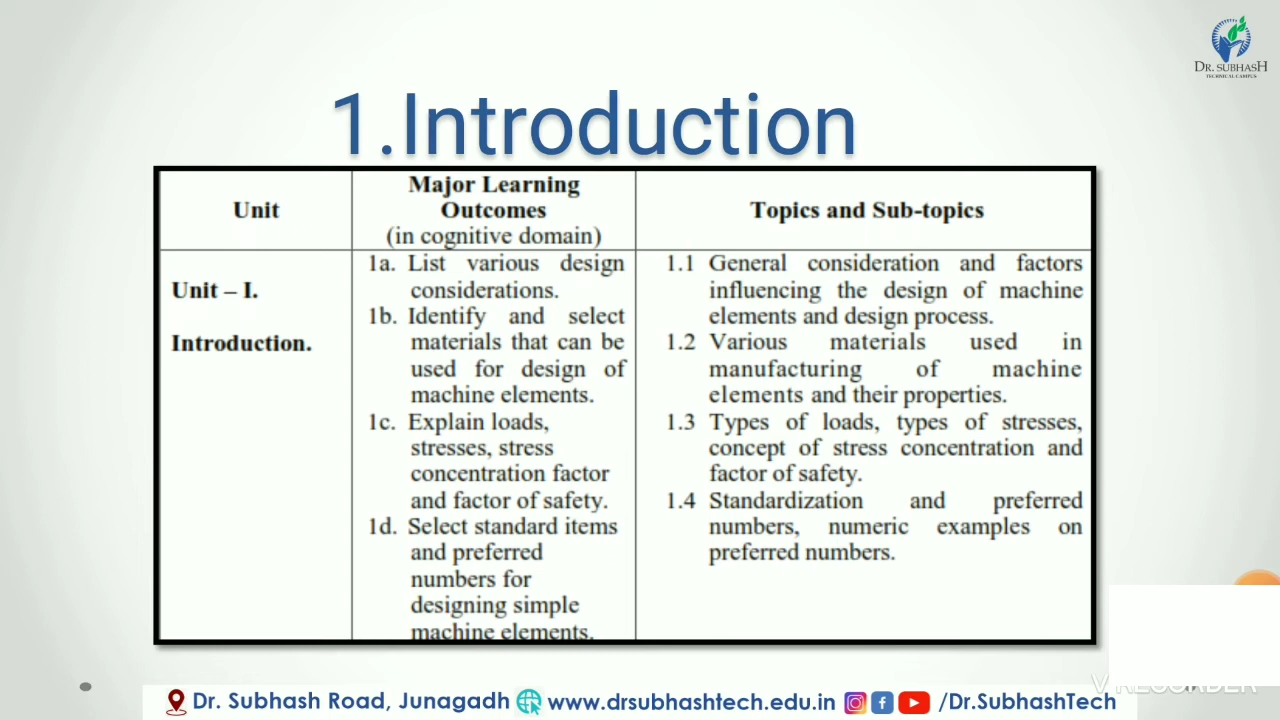 DR. SUBHASH
TECHNICAL CAMPUS
1.Introduction
Unit
Major Learning
Outcomes
(in cognitive domain)
Topics and Sub-topics
Unit – I.
Introduction.
1a. List various design
considerations.
1b. Identify and select
materials that can be
used for design of
machine elements.
1c. Explain loads,
stresses, stress
concentration factor
and factor of safety.
1d. Select standard items
and preferred
numbers for
designing simple
machine elements.
1.1 General consideration and factors
influencing the design of machine
elements and design process.
1.2 Various materials used in
manufacturing of machine
elements and their properties.
1.3 Types of loads, types of stresses,
concept of stress concentration and
factor of safety.
1.4 Standardization and preferred
numbers, numeric examples on
preferred numbers.
Dr. Subhash Road, Junagadh www.drsubhashtech.edu.in /Dr.SubhashTech
V RECORDER